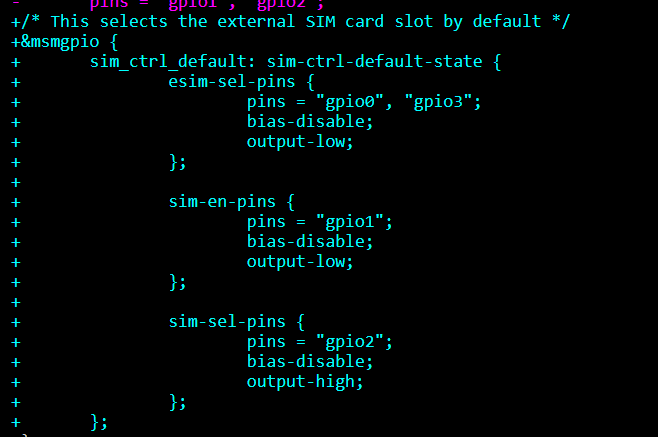 -       pins = "gpio1", "gpio2";
+/* This selects the external SIM card slot by default */
+&msmgpio {
+       sim_ctrl_default: sim-ctrl-default-state {
+               esim-sel-pins {
+                       pins = "gpio0", "gpio3";
+                       bias-disable;
+                       output-low;
+               };
+
+               sim-en-pins {
+                       pins = "gpio1";
+                       bias-disable;
+                       output-low;
+               };
+
+               sim-sel-pins {
+                       pins = "gpio2";
+                       bias-disable;
+                       output-high;
+               };
+       };